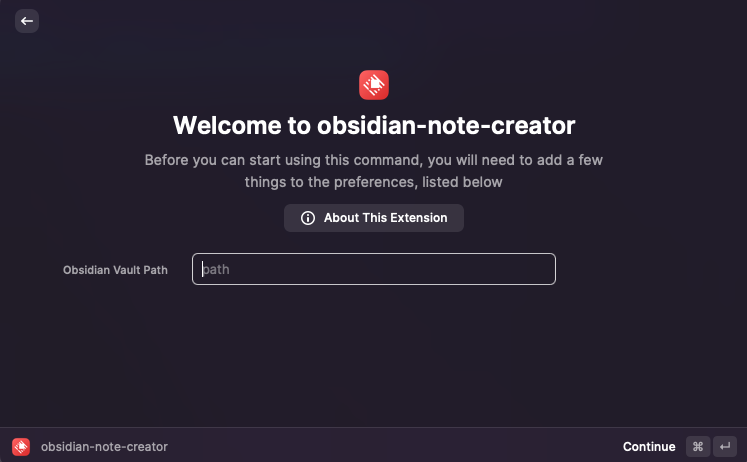 Welcome to obsidian-note-creator
Before you can start using this command, you will need to add a few
things to the preferences, listed below
About This Extension
Obsidian Vault Path
path
obsidian-note-creator
Continue ⌘ ↵